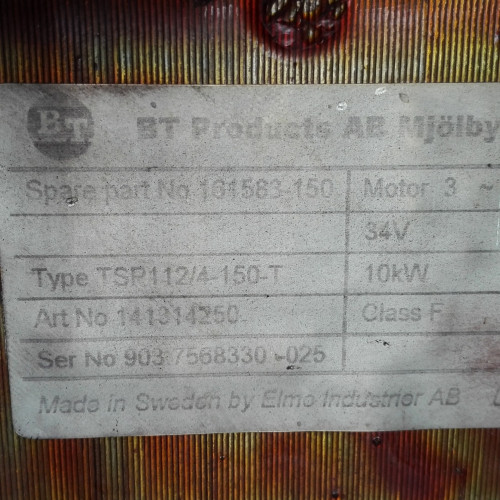 BT BT Products AB Mjölby
Spare part No 161583-150 Motor 3 ~
34V
Type TSP112/4-150-T 10kW
Art No 141314250 Class F
Ser No 903 7568330 -025
Made in Sweden by Elmo Industrier AB